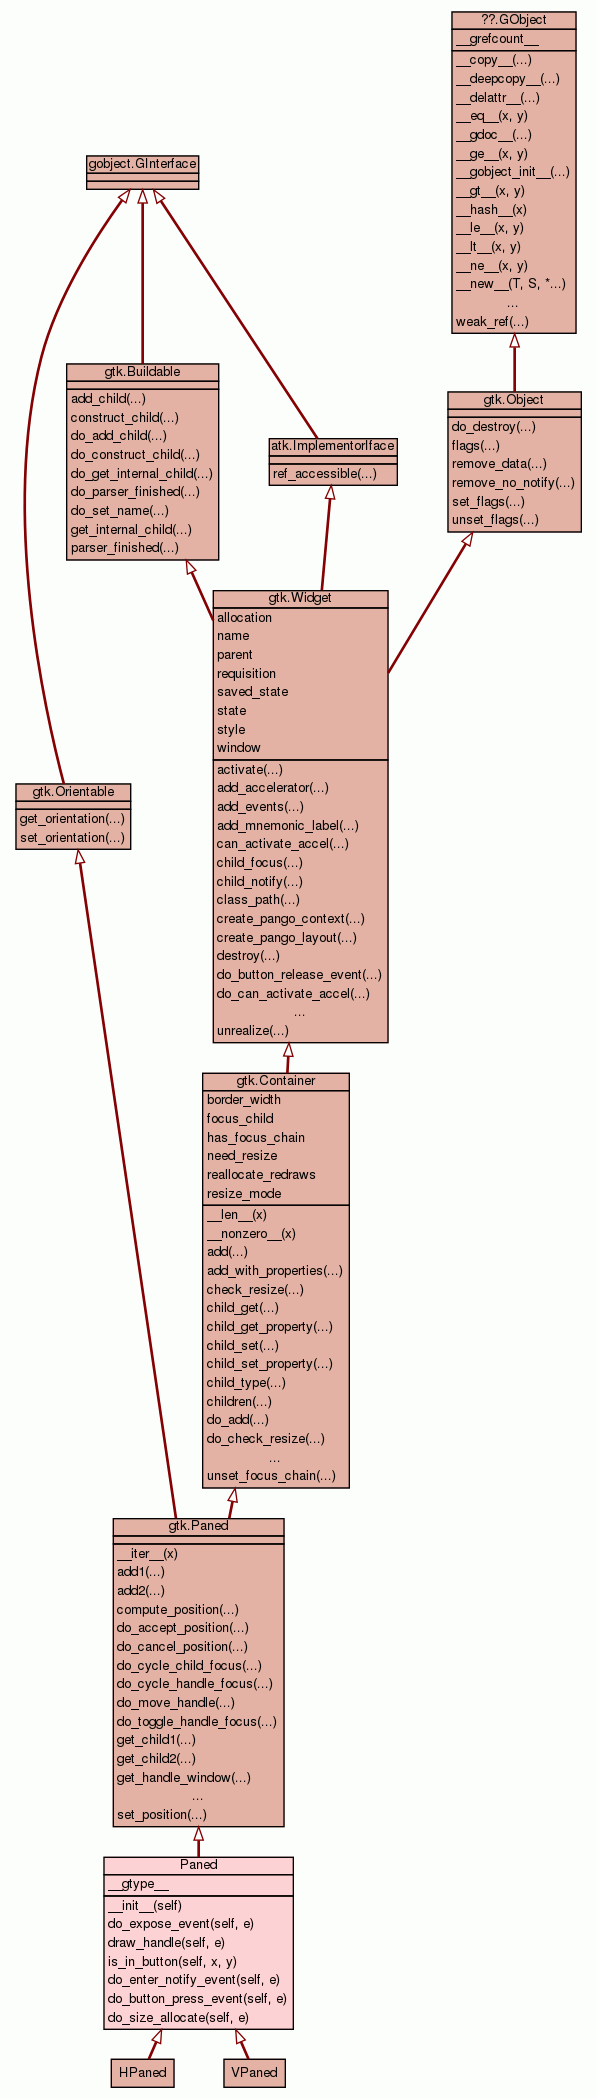 ??.GObject
__grefcount__
__copy__(...)
__deepcopy__(...)
__delattr__(...)
__eq__(x, y)
__gdoc__(...)
__ge__(x, y)
__gobject_init__(...)
__gt__(x, y)
__hash__(x)
__le__(x, y)
__lt__(x, y)
__ne__(x, y)
__new__(T, S, *...)
...
weak_ref(...)
gobject.GInterface
gtk.Buildable
add_child(...)
construct_child(...)
do_add_child(...)
do_construct_child(...)
do_get_internal_child(...)
do_parser_finished(...)
do_set_name(...)
get_internal_child(...)
parser_finished(...)
atk.ImplementorIface
ref_accessible(...)
gtk.Object
do_destroy(...)
flags(...)
remove_data(...)
remove_no_notify(...)
set_flags(...)
unset_flags(...)
gtk.Widget
allocation
name
parent
requisition
saved_state
state
style
window
activate(...)
add_accelerator(...)
add_events(...)
add_mnemonic_label(...)
can_activate_accel(...)
child_focus(...)
child_notify(...)
class_path(...)
create_pango_context(...)
create_pango_layout(...)
destroy(...)
do_button_release_event(...)
do_can_activate_accel(...)
...
unrealize(...)
gtk.Orientable
get_orientation(...)
set_orientation(...)
gtk.Container
border_width
focus_child
has_focus_chain
need_resize
reallocate_redraws
resize_mode
__len__(x)
__nonzero__(x)
add(...)
add_with_properties(...)
check_resize(...)
child_get(...)
child_get_property(...)
child_set(...)
child_set_property(...)
child_type(...)
children(...)
do_add(...)
do_check_resize(...)
...
unset_focus_chain(...)
gtk.Paned
__iter__(x)
add1(...)
add2(...)
compute_position(...)
do_accept_position(...)
do_cancel_position(...)
do_cycle_child_focus(...)
do_cycle_handle_focus(...)
do_move_handle(...)
do_toggle_handle_focus(...)
get_child1(...)
get_child2(...)
get_handle_window(...)
...
set_position(...)
Paned
__gtype__
__init__(self)
do_expose_event(self, e)
draw_handle(self, e)
is_in_button(self, x, y)
do_enter_notify_event(self, e)
do_button_press_event(self, e)
do_size_allocate(self, e)
HPaned
VPaned